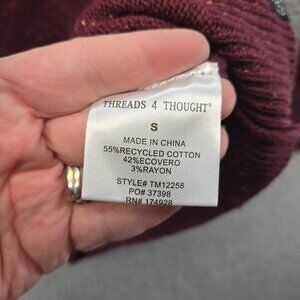 THREADS 4 THOUGHT®
S
MADE IN CHINA
55%RECYCLED COTTON
42%ECOVERO
3%RAYON
STYLE# TM12258
PO# 37398
RN# 174928